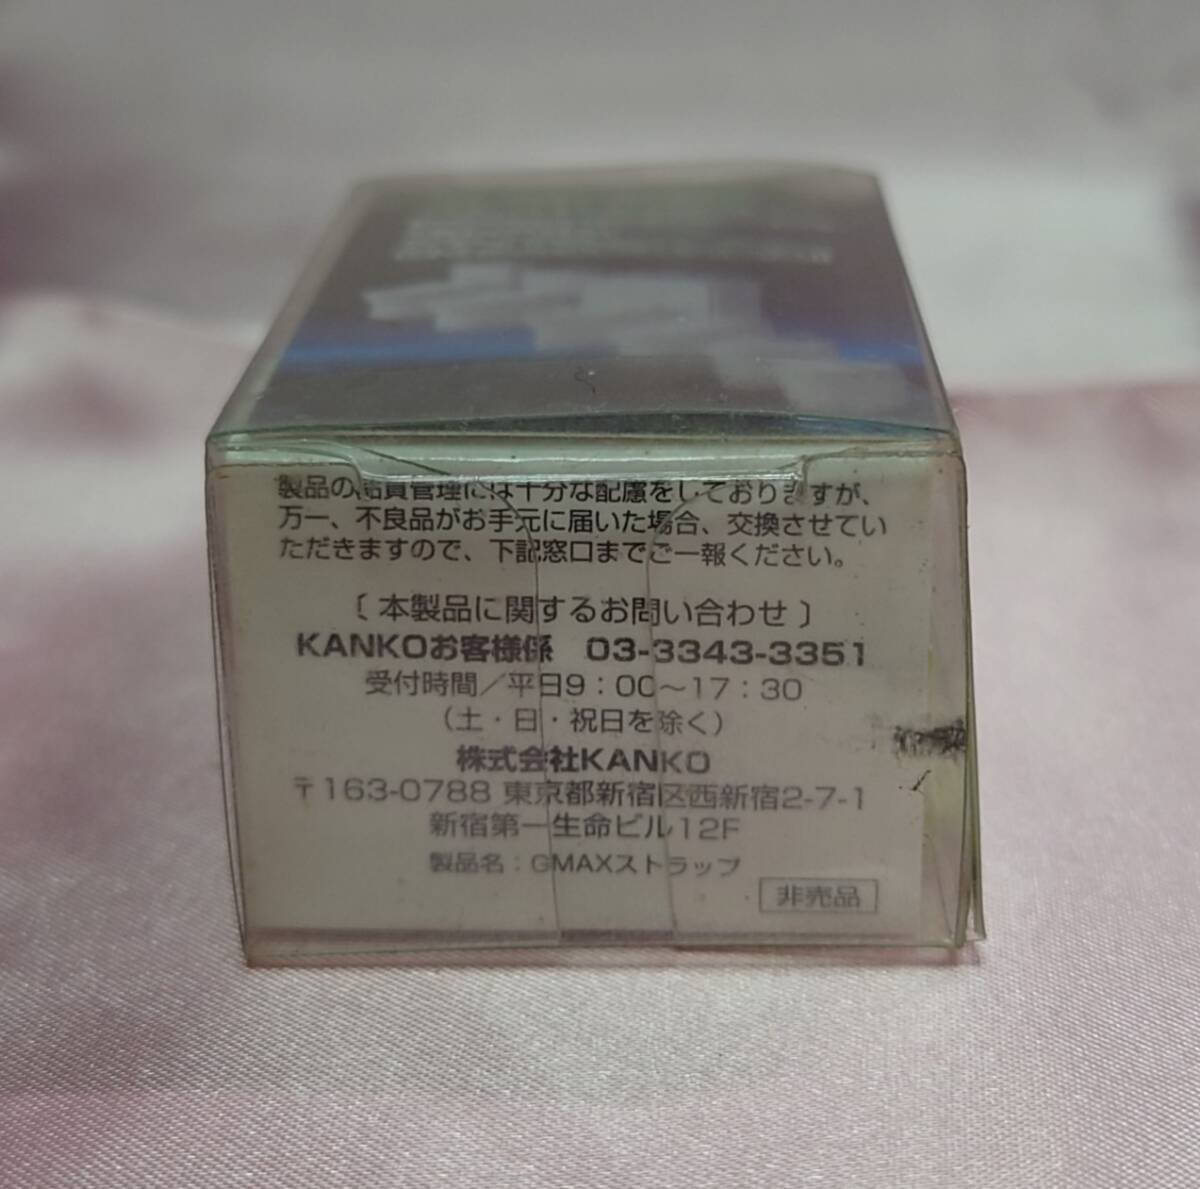 製品の品質管理には十分な配慮をしておりますが、
万一、不良品がお手元に届いた場合、交換させてい
ただきますので、下記窓口までご一報ください。
〔 本製品に関するお問い合わせ 〕
KANKOお客様係　03-3343-3351
受付時間／平日9：00〜17：30
（土・日・祝日を除く）
株式会社KANKO
〒163-0788 東京都新宿区西新宿2-7-1
新宿第一生命ビル12F
製品名：GMAXストラップ
非売品